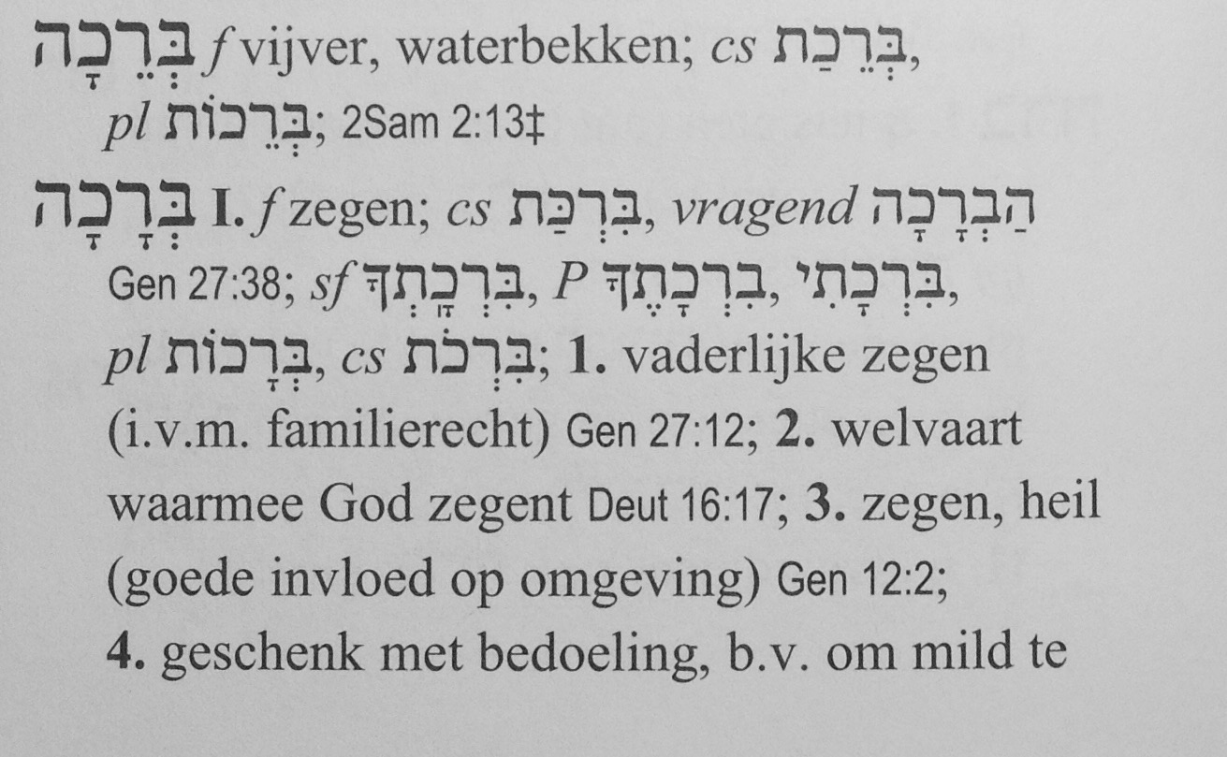 בְּרֵכָה f vijver, waterbekken; cs בְּרֵכַת,
pl בְּרֵכוֹת; 2Sam 2:13‡
בְּרָכָה I. f zegen; cs בִּרְכַּת, vragend הַבְרָכָה
Gen 27:38; sf בִּרְכָֽתְךָ, P בִרְכָתֶךָ, בִּרְכָתִי,
pl בְּרָכוֹת, cs בִּרְכֹת; 1. vaderlijke zegen
(i.v.m. familierecht) Gen 27:12; 2. welvaart
waarmee God zegent Deut 16:17; 3. zegen, heil
(goede invloed op omgeving) Gen 12:2;
4. geschenk met bedoeling, b.v. om mild te